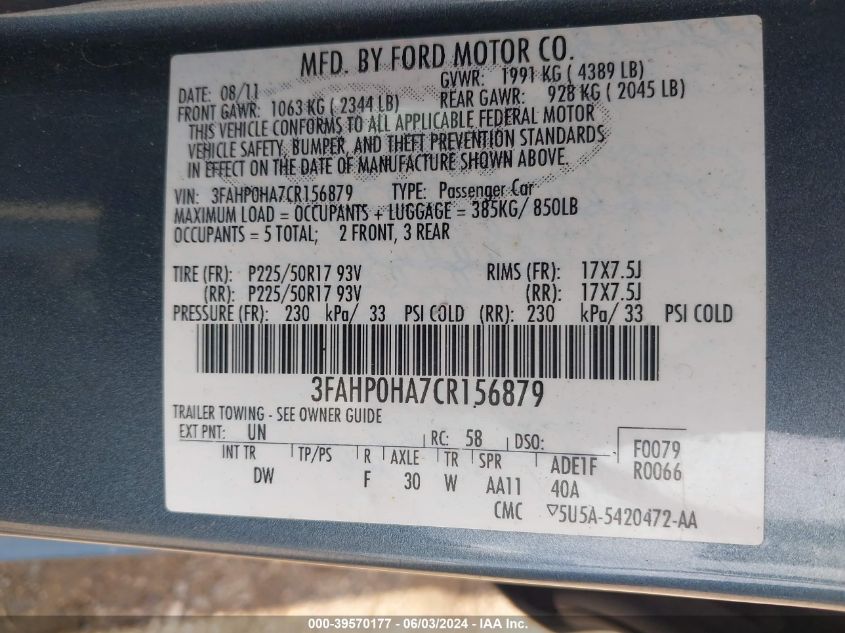 MFD. BY FORD MOTOR CO.
DATE: 08/11 GVWR: 1991 KG ( 4389 LB)
FRONT GAWR: 1063 KG ( 2344 LB) REAR GAWR: 928 KG ( 2045 LB)
THIS VEHICLE CONFORMS TO ALL APPLICABLE FEDERAL MOTOR
VEHICLE SAFETY, BUMPER, AND THEFT PREVENTION STANDARDS
IN EFFECT ON THE DATE OF MANUFACTURE SHOWN ABOVE.
VIN: 3FAHP0HA7CR156879 TYPE: Passenger Car
MAXIMUM LOAD = OCCUPANTS + LUGGAGE = 385KG/ 850LB
OCCUPANTS = 5 TOTAL; 2 FRONT, 3 REAR
TIRE (FR): P225/50R17 93V RIMS (FR): 17X7.5J
(RR): P225/50R17 93V (RR): 17X7.5J
PRESSURE (FR): 230 kPa/ 33 PSI COLD (RR): 230 kPa/ 33 PSI COLD
3FAHP0HA7CR156879
TRAILER TOWING - SEE OWNER GUIDE
EXT PNT: UN RC: 58 DSO: F0079
INT TR TP/PS R AXLE TR SPR ADE1F R0066
DW F 30 W AA11 40A
CMC ▽5U5A-5420472-AA
000-39570177 - 06/03/2024 - IAA Inc.